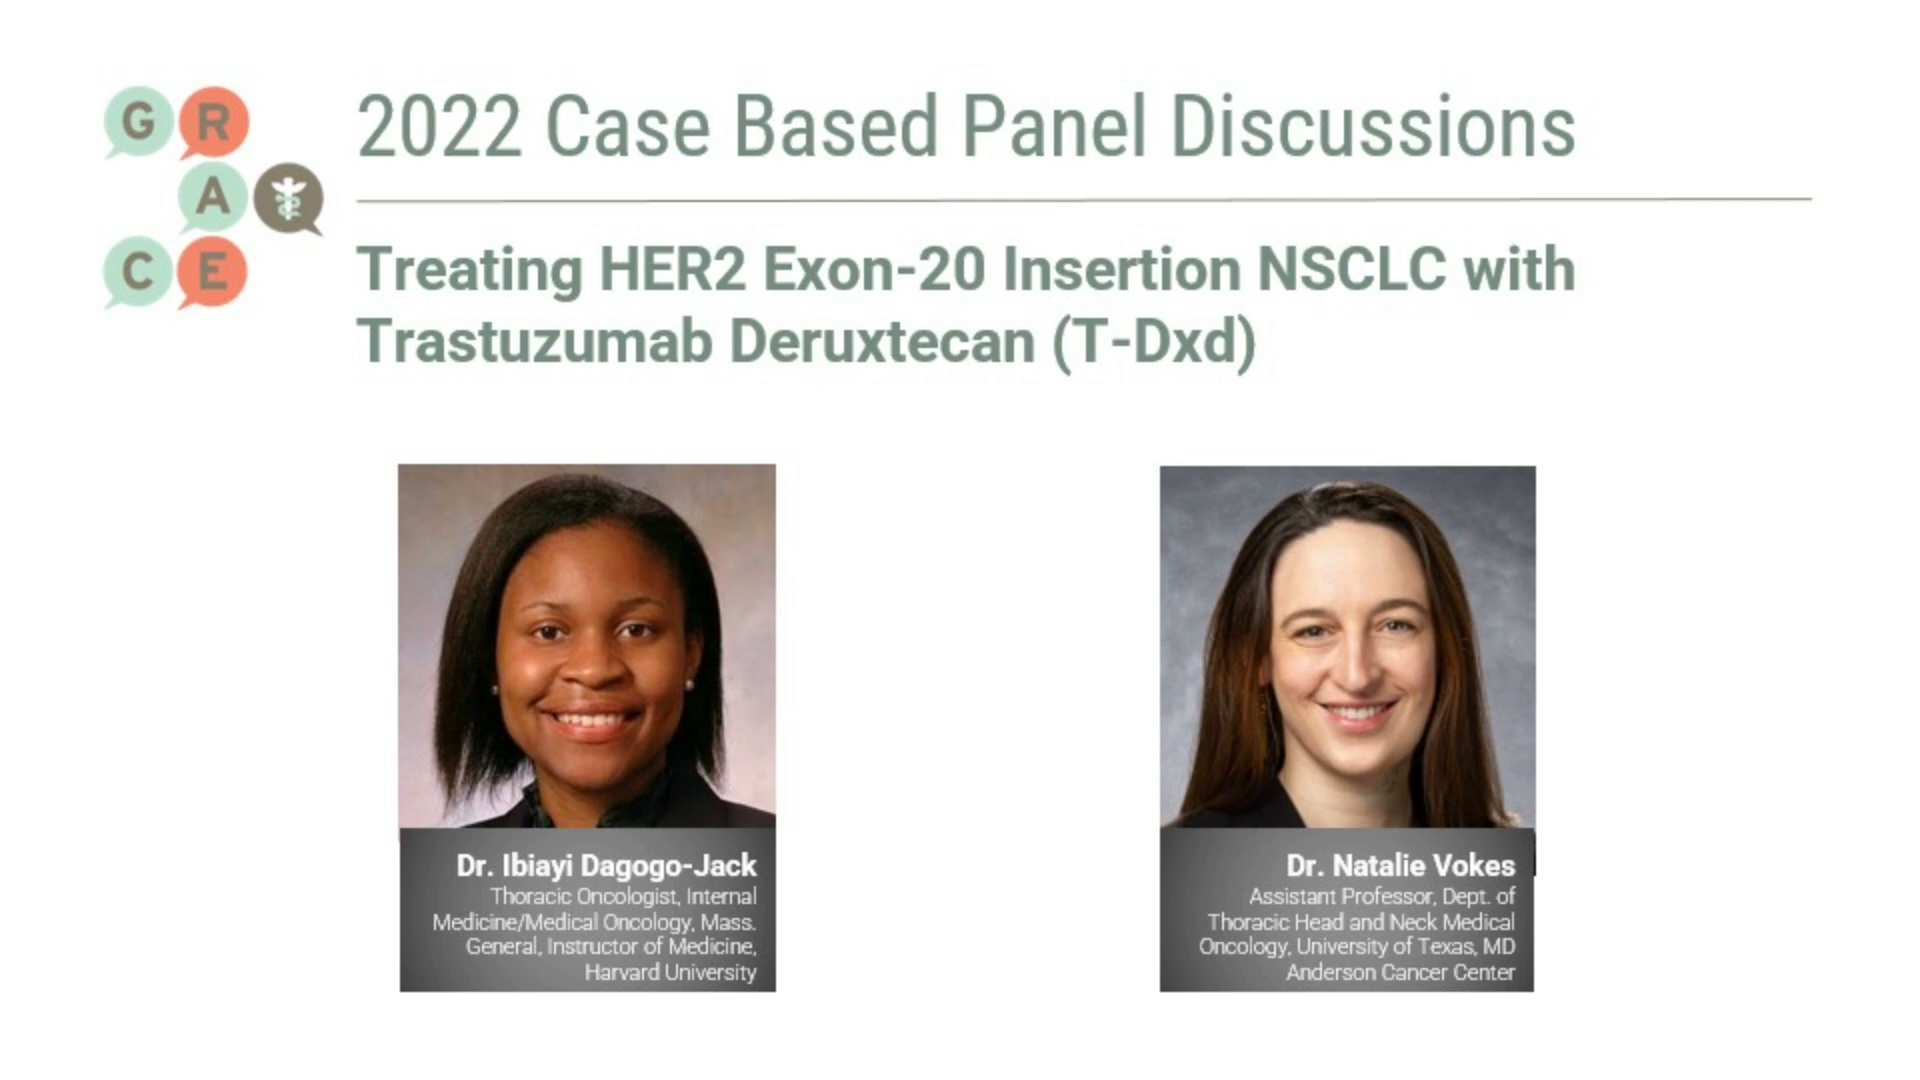 G R
A
C E
2022 Case Based Panel Discussions
Treating HER2 Exon-20 Insertion NSCLC with
Trastuzumab Deruxtecan (T-Dxd)
Dr. Ibiayi Dagogo-Jack
Thoracic Oncologist, Internal
Medicine/Medical Oncology, Mass.
General, Instructor of Medicine,
Harvard University
Dr. Natalie Vokes
Assistant Professor, Dept. of
Thoracic Head and Neck Medical
Oncology, University of Texas, MD
Anderson Cancer Center